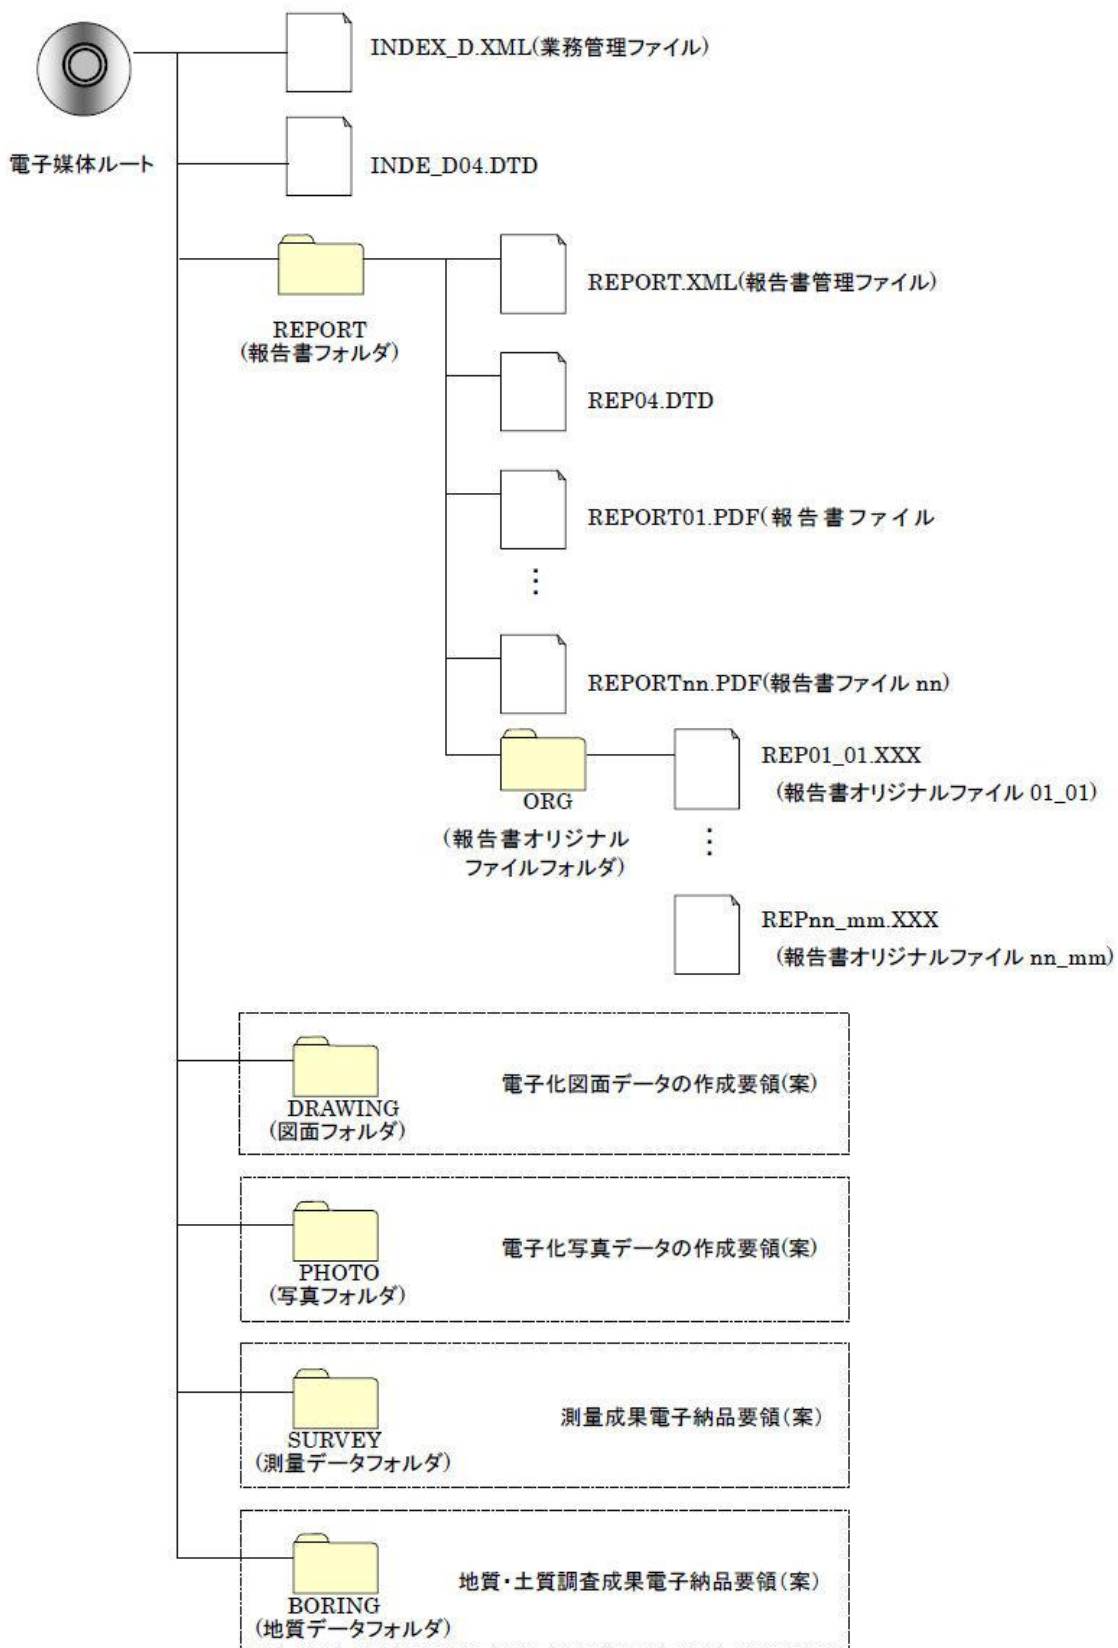 INDEX_D.XML(業務管理ファイル)
電子媒体ルート
INDE_D04.DTD
REPORT
(報告書フォルダ)
REPORT.XML(報告書管理ファイル)
REP04.DTD
REPORT01.PDF(報告書ファイル
⋮
REPORTnn.PDF(報告書ファイル nn)
ORG
(報告書オリジナル
ファイルフォルダ)
REP01_01.XXX
(報告書オリジナルファイル 01_01)
⋮
REPnn_mm.XXX
(報告書オリジナルファイル nn_mm)
DRAWING
(図面フォルダ)
電子化図面データの作成要領(案)
PHOTO
(写真フォルダ)
電子化写真データの作成要領(案)
SURVEY
(測量データフォルダ)
測量成果電子納品要領(案)
BORING
(地質データフォルダ)
地質・土質調査成果電子納品要領(案)